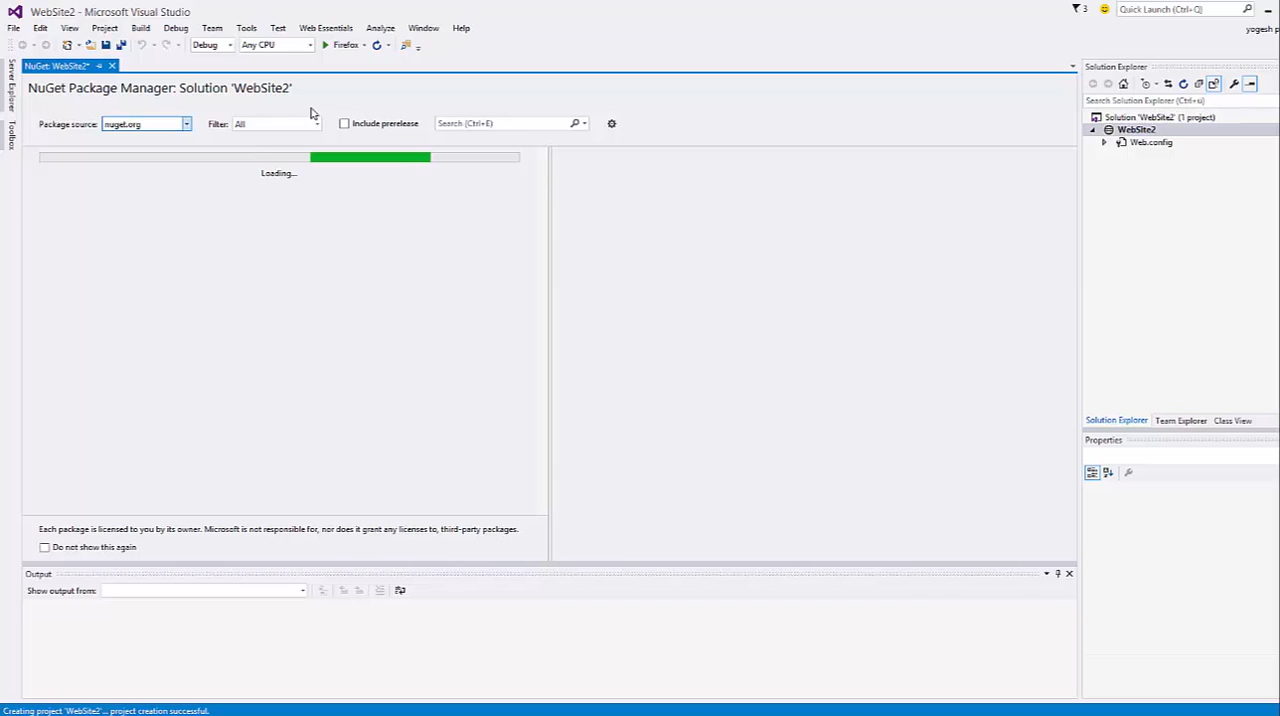 WebSite2 - Microsoft Visual Studio
3
Quick Launch (Ctrl+Q)
File Edit View Project Build Debug Team Tools Test Web Essentials Analyze Window Help
yogesh p
Debug Any CPU Firefox
Server Explorer
Toolbox
NuGet: WebSite2*
Solution Explorer
NuGet Package Manager: Solution 'WebSite2'
Search Solution Explorer (Ctrl+ü)
Package source: nuget.org Filter: All Include prerelease Search (Ctrl+E)
Solution 'WebSite2' (1 project)
WebSite2
Web.config
Loading...
Solution Explorer Team Explorer Class View
Properties
Each package is licensed to you by its owner. Microsoft is not responsible for, nor does it grant any licenses to, third-party packages.
Do not show this again
Output
Show output from:
Creating project 'WebSite2'... project creation successful.